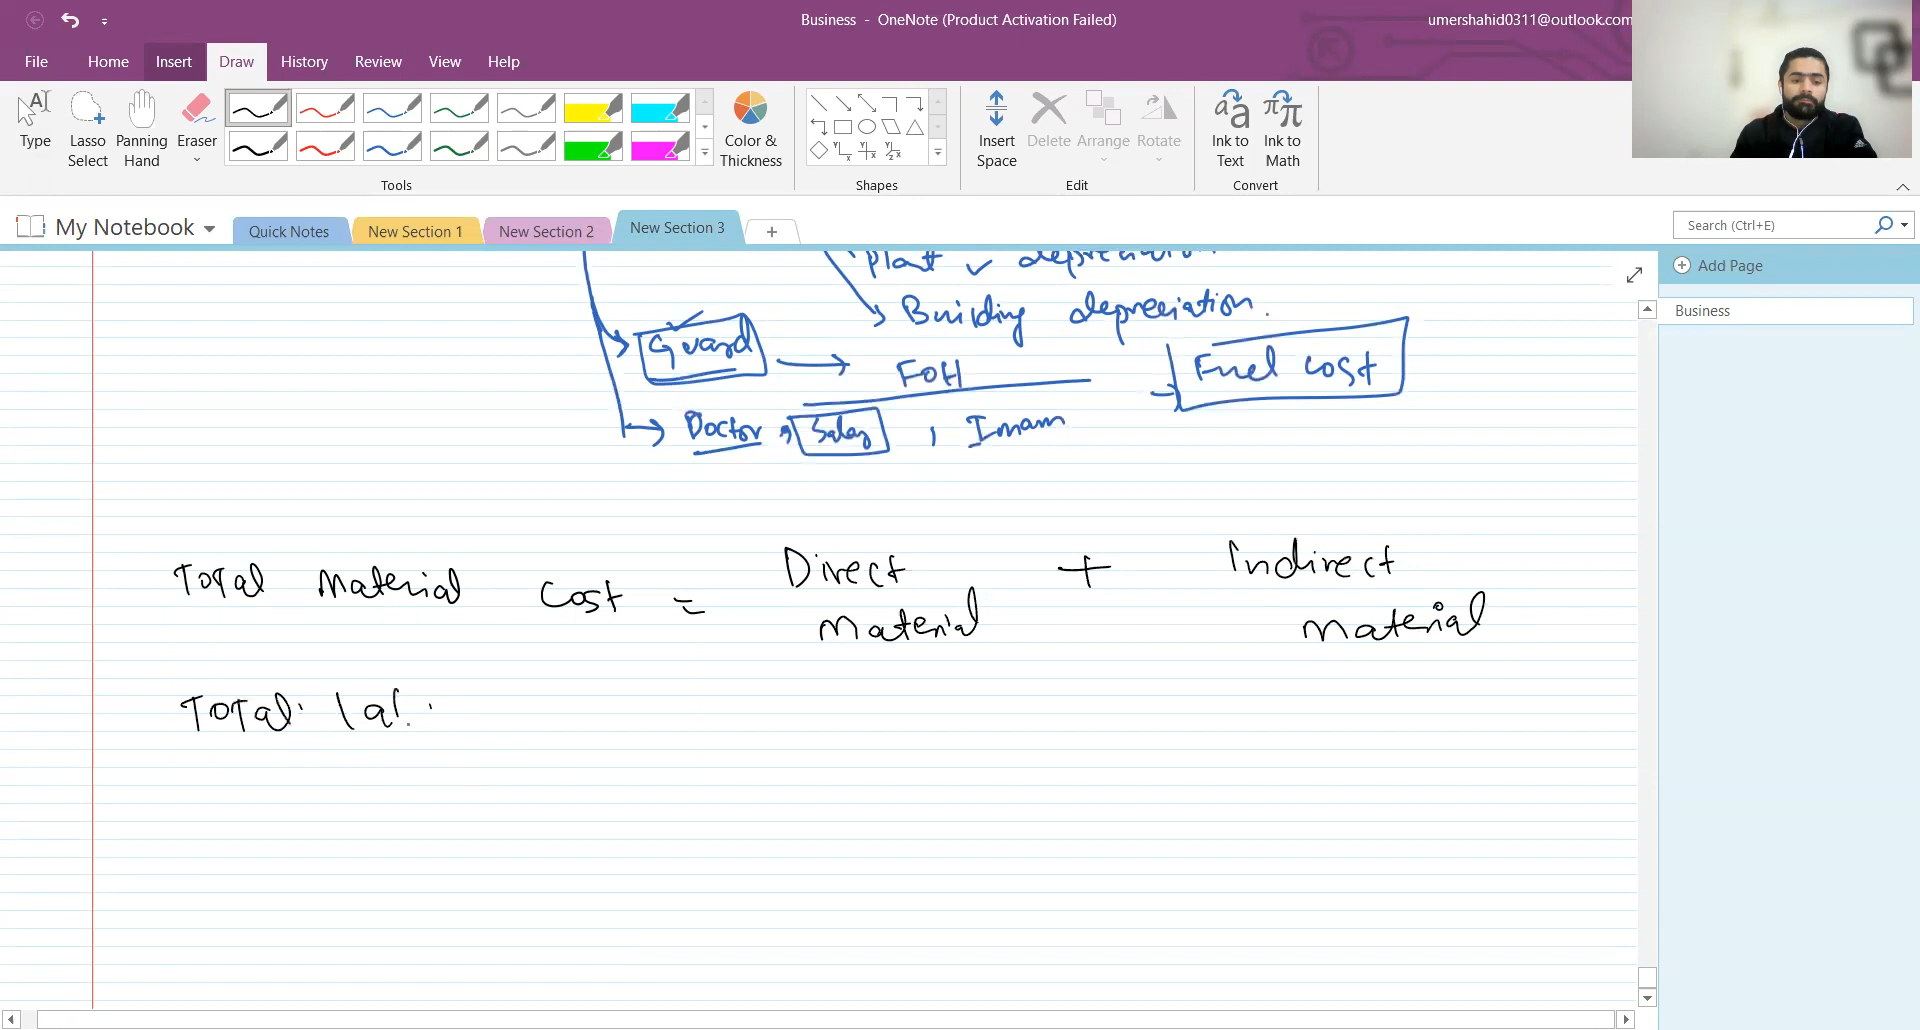 Business - OneNote (Product Activation Failed)
umershahid0311@outlook.com
File Home Insert Draw History Review View Help
Type
Lasso Select
Panning Hand
Eraser
Color & Thickness
Insert Space
Delete
Arrange
Rotate
Ink to Text
Ink to Math
Tools
Shapes
Edit
Convert
My Notebook
Quick Notes
New Section 1
New Section 2
New Section 3
Search (Ctrl+E)
Add Page
Business
Plant ✓ depreciation
Building depreciation.
Guard → FOH
Fuel cost
Doctor, Salary, Imam
Total Material Cost = Direct Material + Indirect Material
Total